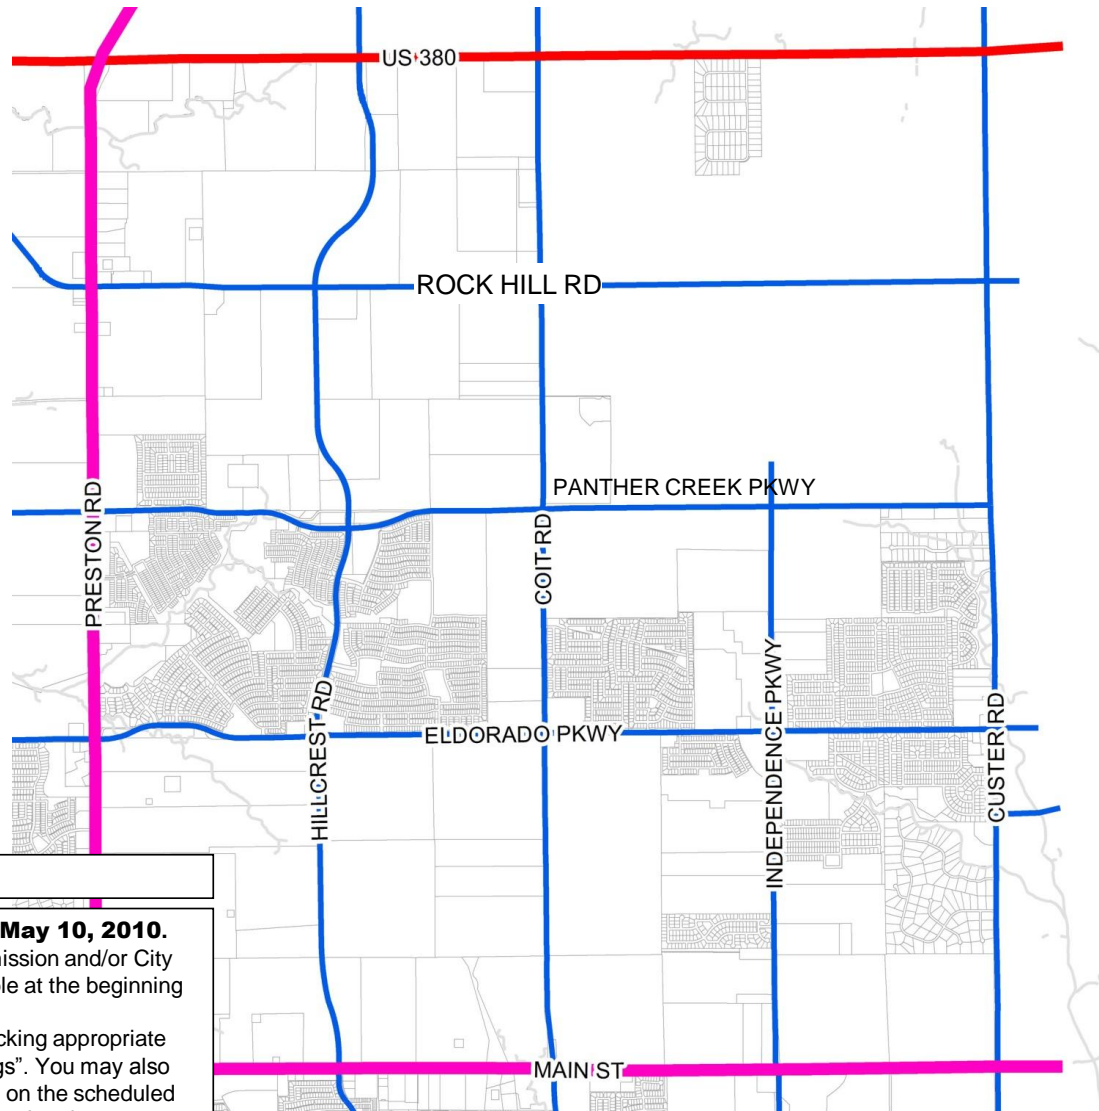 US 380
ROCK HILL RD
PANTHER CREEK PKWY
PRESTON RD
COIT RD
HILLCREST RD
ELDORADO PKWY
INDEPENDENCE PKWY
CUSTER RD
May 10, 2010.
ission and/or City
le at the beginning
cking appropriate
gs”. You may also
on the scheduled
MAIN ST